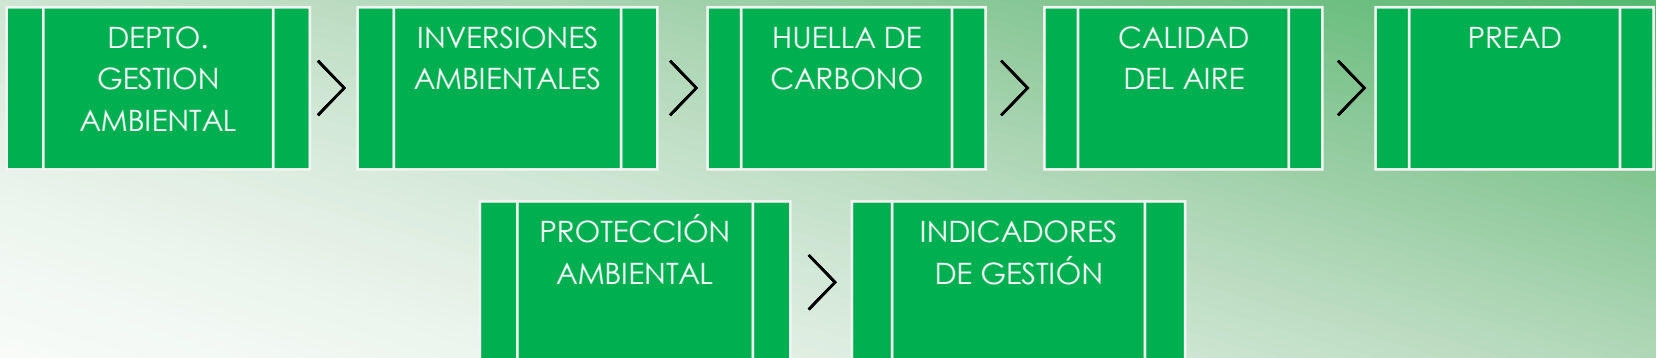 DEPTO.
GESTION
AMBIENTAL
INVERSIONES
AMBIENTALES
HUELLA DE
CARBONO
CALIDAD
DEL AIRE
PREAD
PROTECCIÓN
AMBIENTAL
INDICADORES
DE GESTIÓN